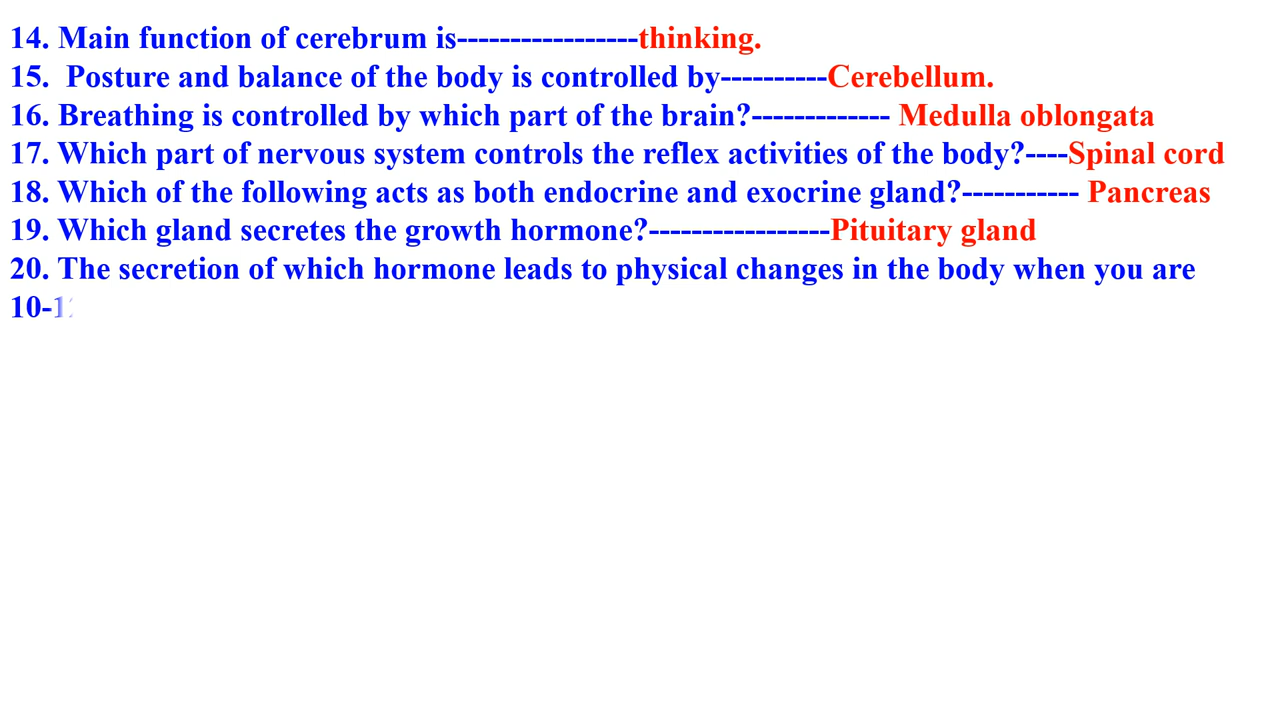 14. Main function of cerebrum is-----------------thinking.
15.  Posture and balance of the body is controlled by----------Cerebellum.
16. Breathing is controlled by which part of the brain?------------- Medulla oblongata
17. Which part of nervous system controls the reflex activities of the body?----Spinal cord
18. Which of the following acts as both endocrine and exocrine gland?----------- Pancreas
19. Which gland secretes the growth hormone?-----------------Pituitary gland
20. The secretion of which hormone leads to physical changes in the body when you are
10-